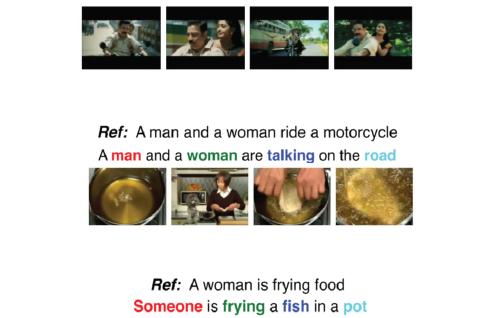 Ref: A man and a woman ride a motorcycle
A man and a woman are talking on the road
Ref: A woman is frying food
Someone is frying a fish in a pot